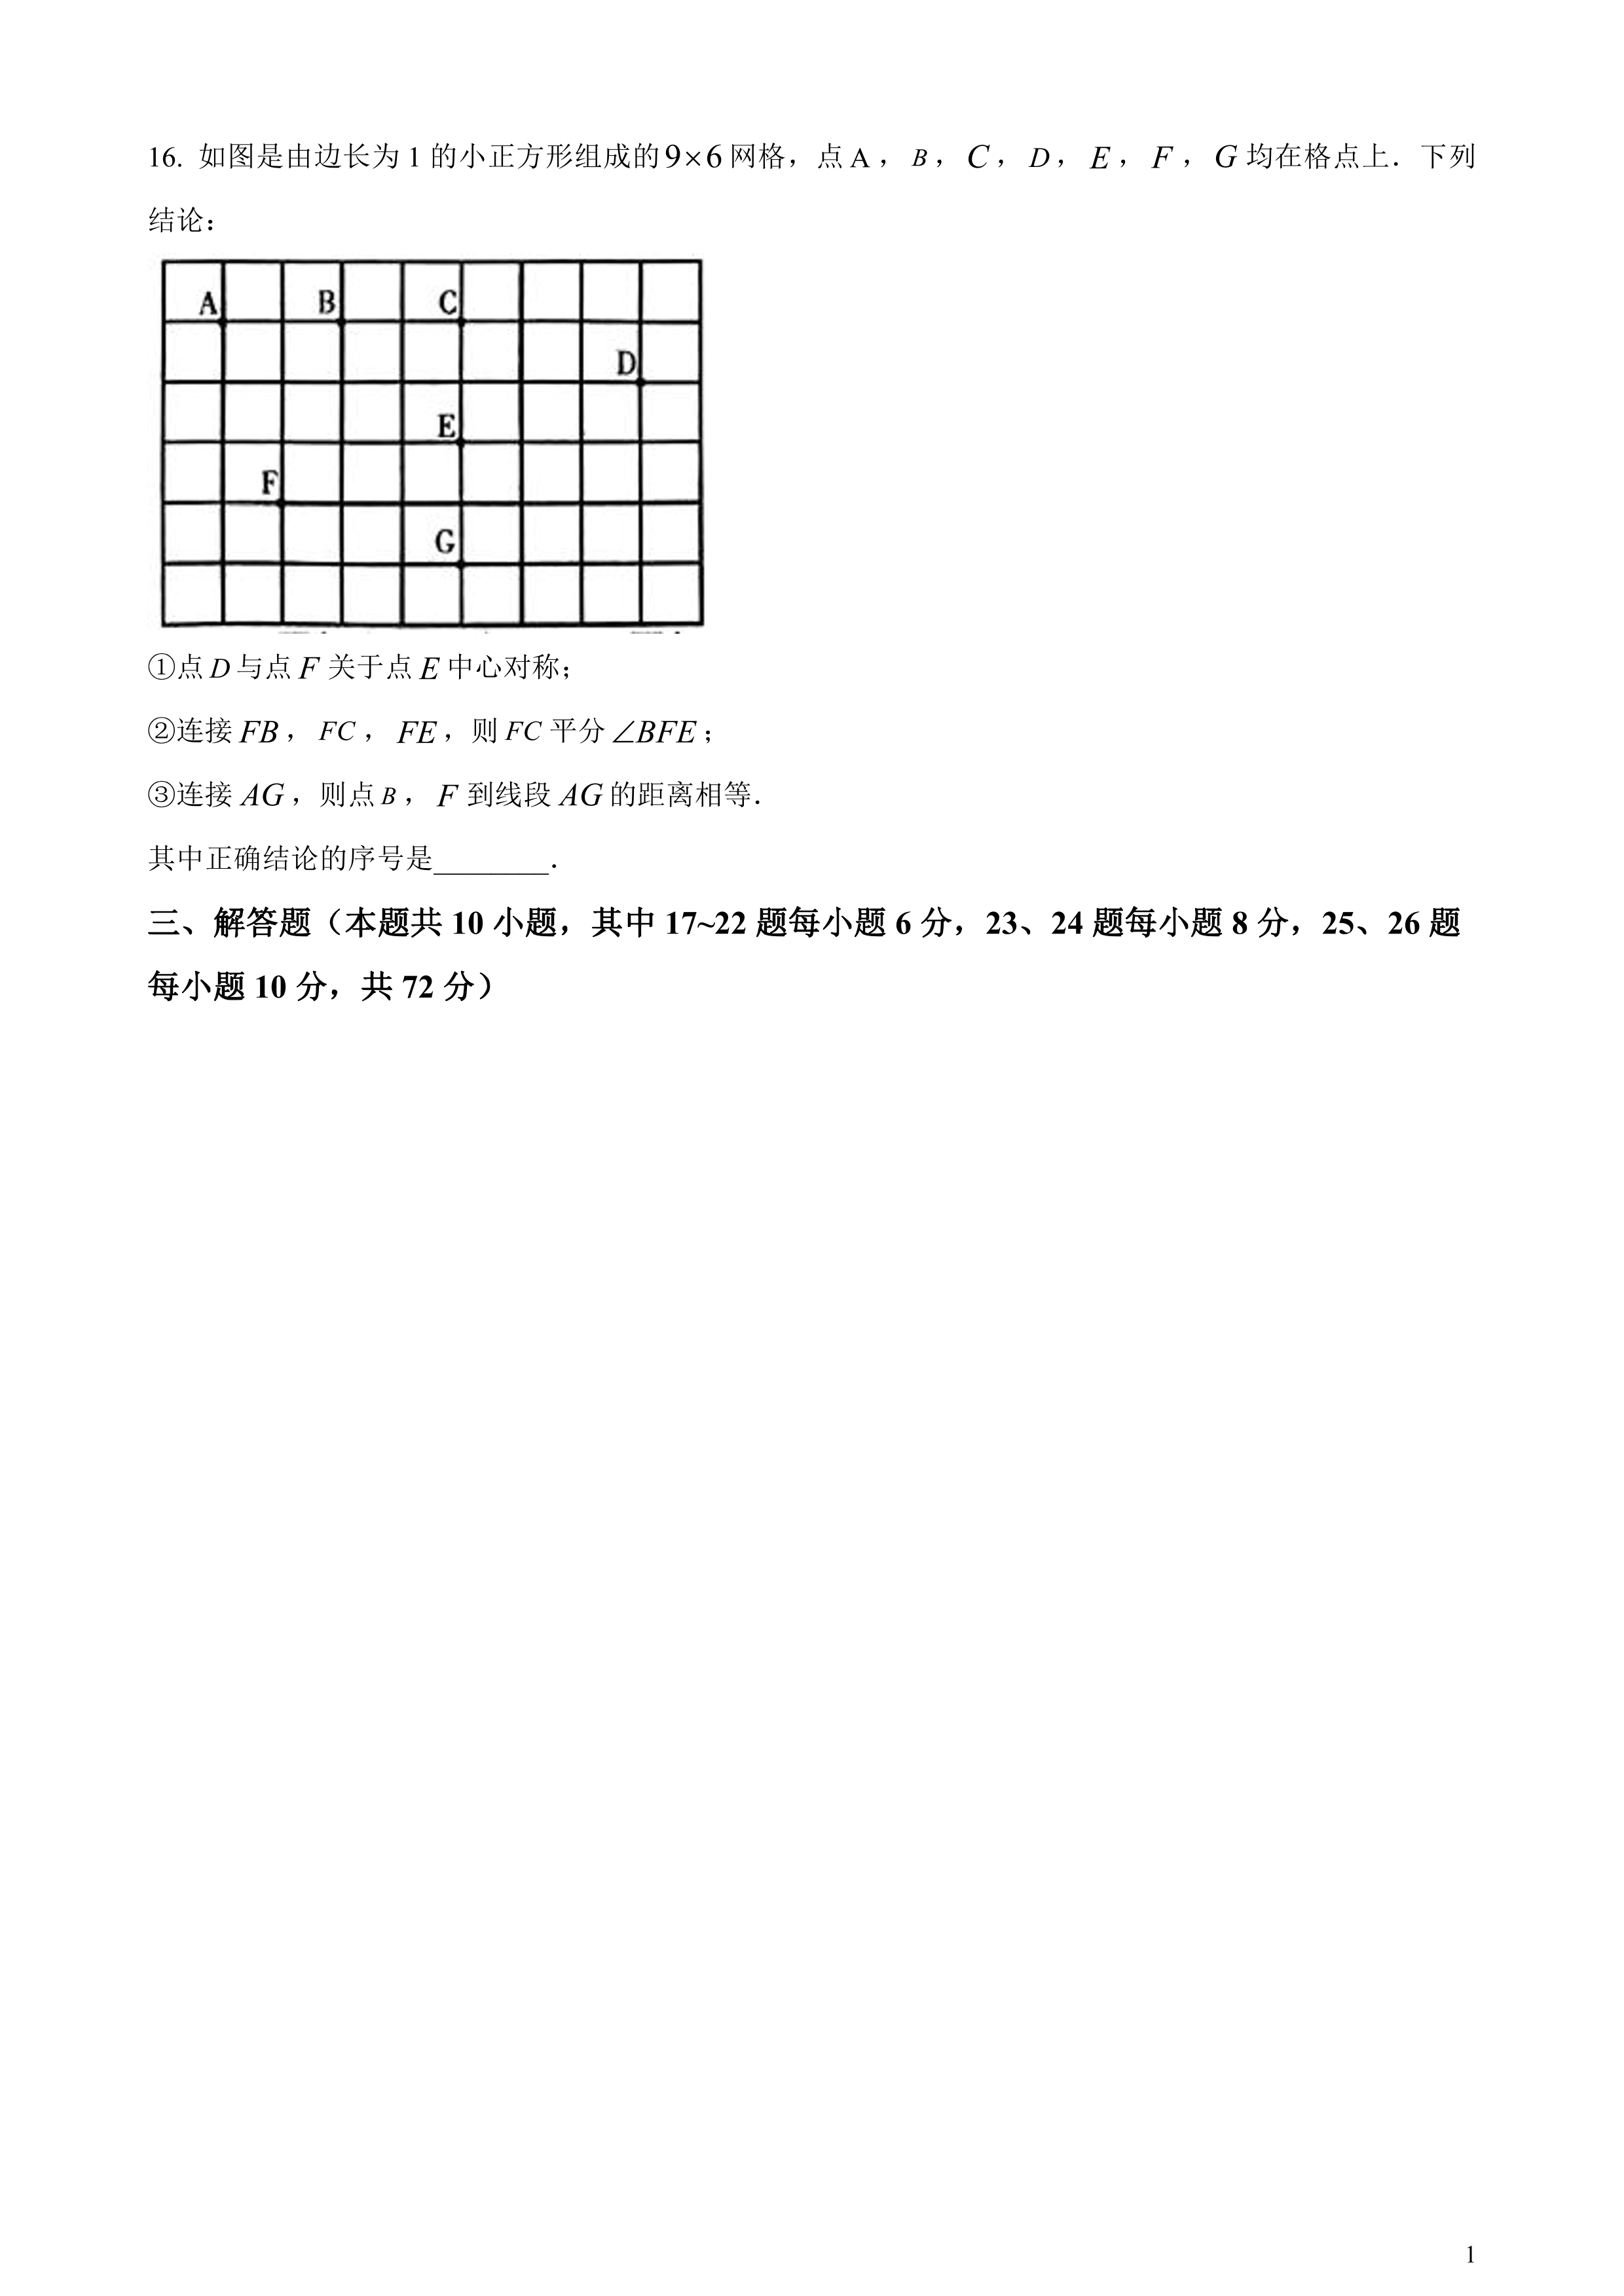 16. 如图是由边长为 1 的小正方形组成的 9×6 网格，点 A，B，C，D，E，F，G 均在格点上．下列
结论：
A B C
D
E
F
G
①点 D 与点 F 关于点 E 中心对称；
②连接 FB，FC，FE，则 FC 平分 ∠BFE；
③连接 AG，则点 B，F 到线段 AG 的距离相等．
其中正确结论的序号是________．
三、解答题（本题共 10 小题，其中 17~22 题每小题 6 分，23、24 题每小题 8 分，25、26 题
每小题 10 分，共 72 分）
1